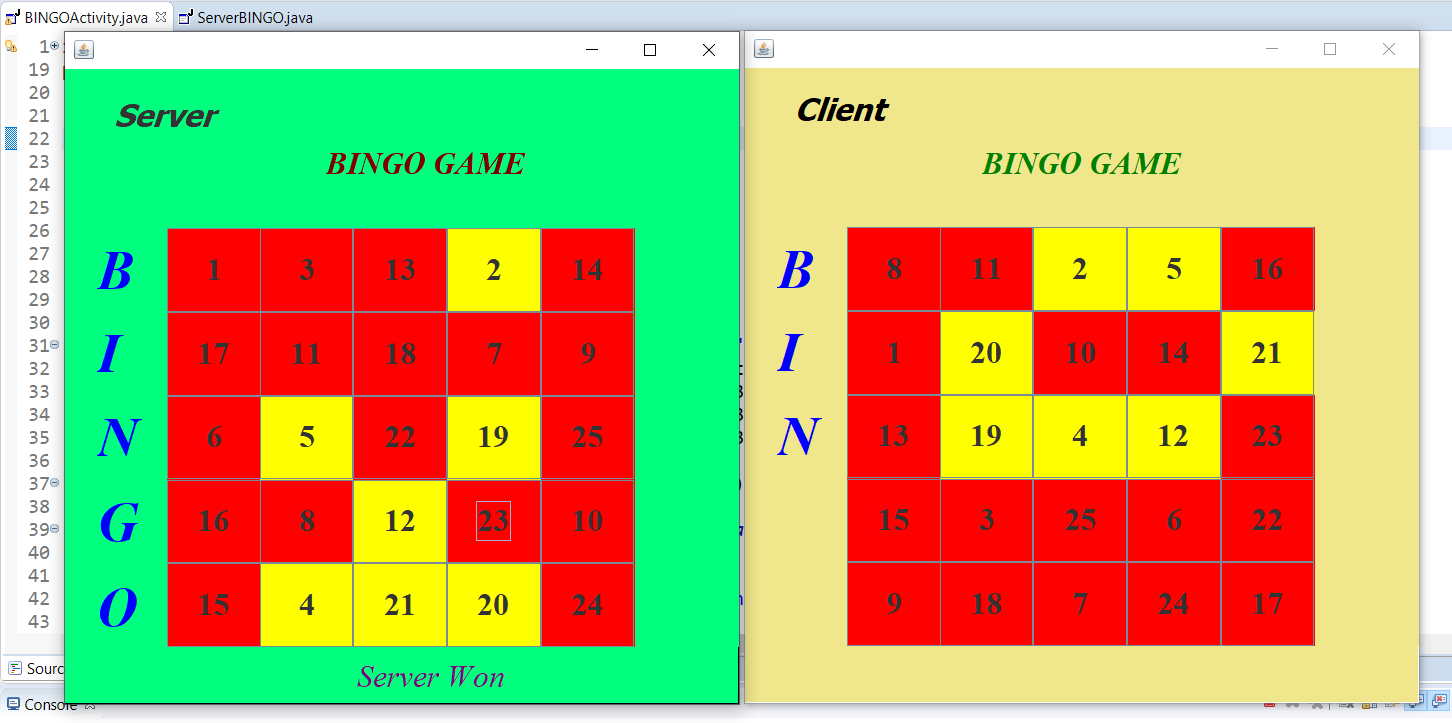 BINGOActivity.java
ServerBINGO.java
1
19
20
21
22
23
24
25
26
27
28
29
30
31
32
33
34
35
36
37
38
39
40
41
42
43
Server
BINGO GAME
B 1 3 13 2 14
I 17 11 18 7 9
N 6 5 22 19 25
G 16 8 12 23 10
O 15 4 21 20 24
Server Won
Client
BINGO GAME
B 8 11 2 5 16
I 1 20 10 14 21
N 13 19 4 12 23
15 3 25 6 22
9 18 7 24 17
Console